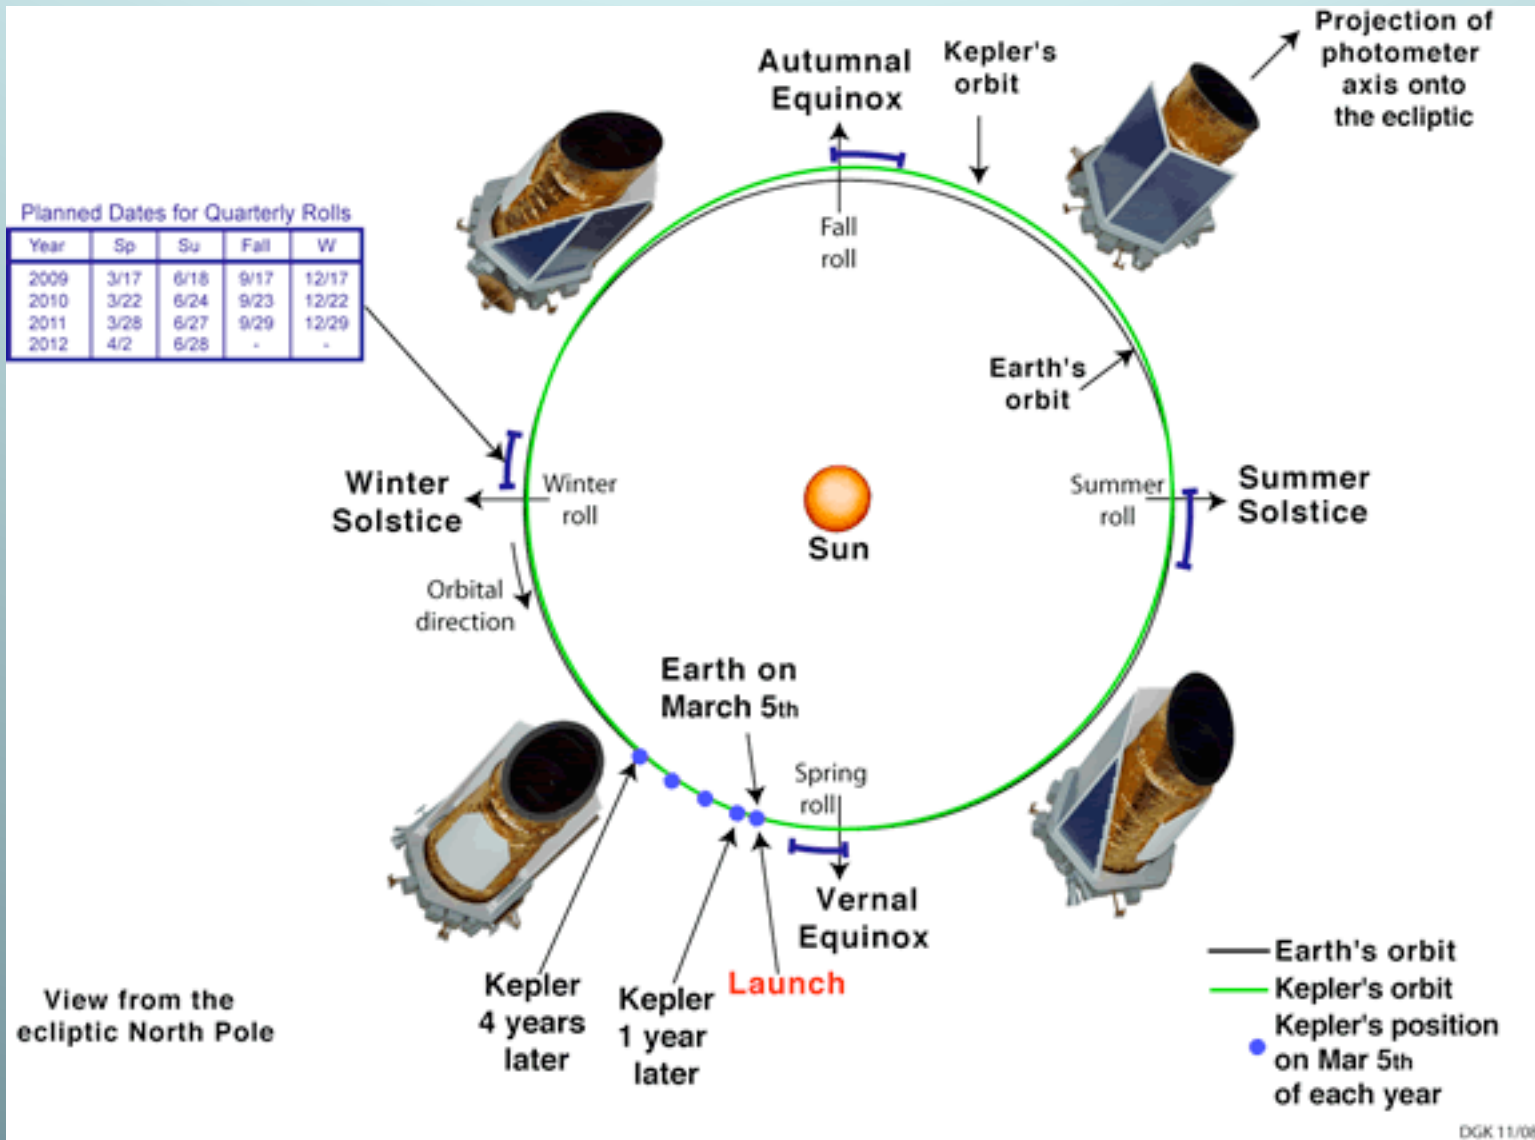 Projection of
photometer
axis onto
the ecliptic
Kepler's
orbit
Autumnal
Equinox
Fall
roll
Planned Dates for Quarterly Rolls
Year Sp Su Fall W
2009 3/17 6/18 9/17 12/17
2010 3/22 6/24 9/23 12/22
2011 3/28 6/27 9/29 12/29
2012 4/2 6/28 - -
Earth's
orbit
Winter
Solstice
Winter
roll
Sun
Summer
roll
Summer
Solstice
Orbital
direction
Earth on
March 5th
Spring
roll
Vernal
Equinox
Launch
Kepler
4 years
later
Kepler
1 year
later
View from the
ecliptic North Pole
Earth's orbit
Kepler's orbit
Kepler's position
on Mar 5th
of each year
DGK 11/08